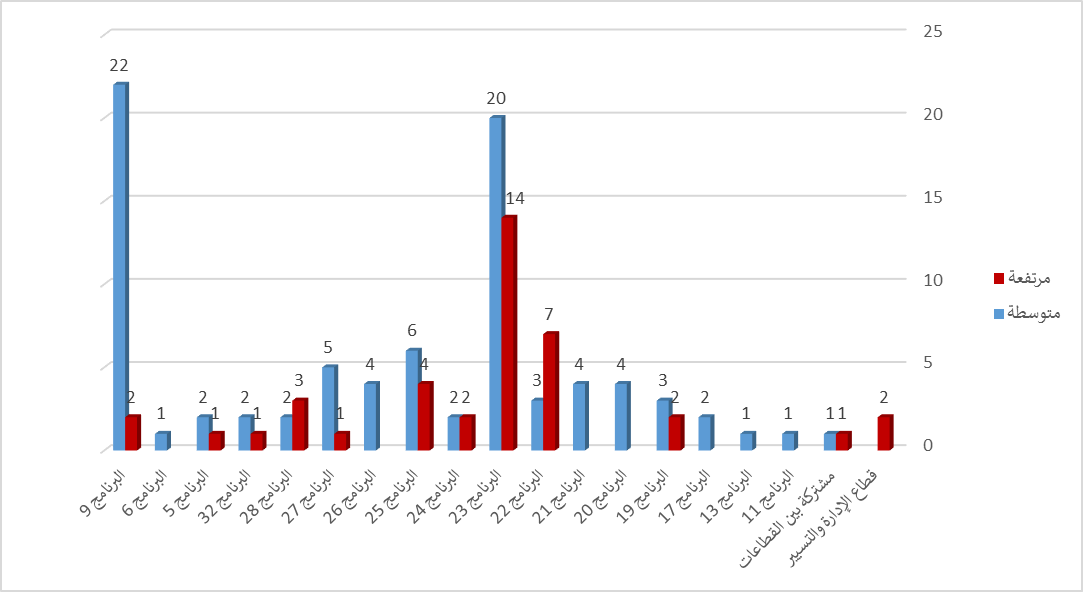 25
20
15
10
5
0
2
1 1
1
1
2
3 2
4
4
3 7
20 14
2 2
6 4
4
5 1
2 3
2 1
2 1
1
22 2
مرتفعة
متوسطة
قطاع الإدارة والتسيير
مشتركة بين القطاعات
البرنامج 11
البرنامج 13
البرنامج 17
البرنامج 19
البرنامج 20
البرنامج 21
البرنامج 22
البرنامج 23
البرنامج 24
البرنامج 25
البرنامج 26
البرنامج 27
البرنامج 28
البرنامج 32
البرنامج 5
البرنامج 6
البرنامج 9